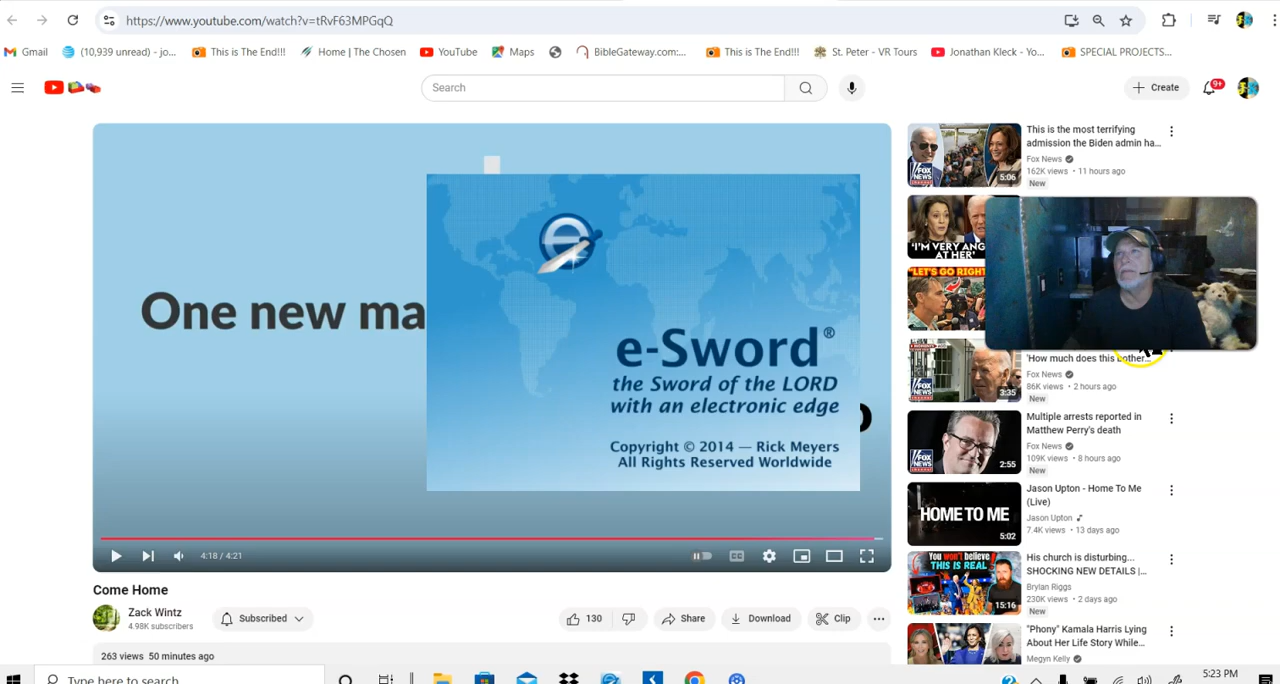 https://www.youtube.com/watch?v=tRvF63MPGqQ
Gmail
(10,939 unread) - jo...
This is The End!!!
Home | The Chosen
YouTube
Maps
BibleGateway.com:...
This is The End!!!
St. Peter - VR Tours
Jonathan Kleck - Yo...
SPECIAL PROJECTS...
Search
Create
9+
One new ma
e-Sword®
the Sword of the LORD
with an electronic edge
Copyright © 2014 — Rick Meyers
All Rights Reserved Worldwide
4:18 / 4:21
Come Home
Zack Wintz
4.98K subscribers
Subscribed
130
Share
Download
Clip
263 views 50 minutes ago
FOX NEWS
5:06
This is the most terrifying
admission the Biden admin ha...
Fox News
162K views • 11 hours ago
New
'I'M VERY ANG
AT HER'
"LET'S GO RIGHT
FOX NEWS
3:35
'How much does this bother...
Fox News
86K views • 2 hours ago
New
FOX NEWS
2:55
Multiple arrests reported in
Matthew Perry's death
Fox News
109K views • 8 hours ago
New
HOME TO ME
5:02
Jason Upton - Home To Me
(Live)
Jason Upton
7.4K views • 13 days ago
You won't believe
THIS IS REAL
15:16
His church is disturbing...
SHOCKING NEW DETAILS |...
Brylan Riggs
230K views • 2 days ago
New
"Phony" Kamala Harris Lying
About Her Life Story While...
Megyn Kelly
Type here to search
5:23 PM